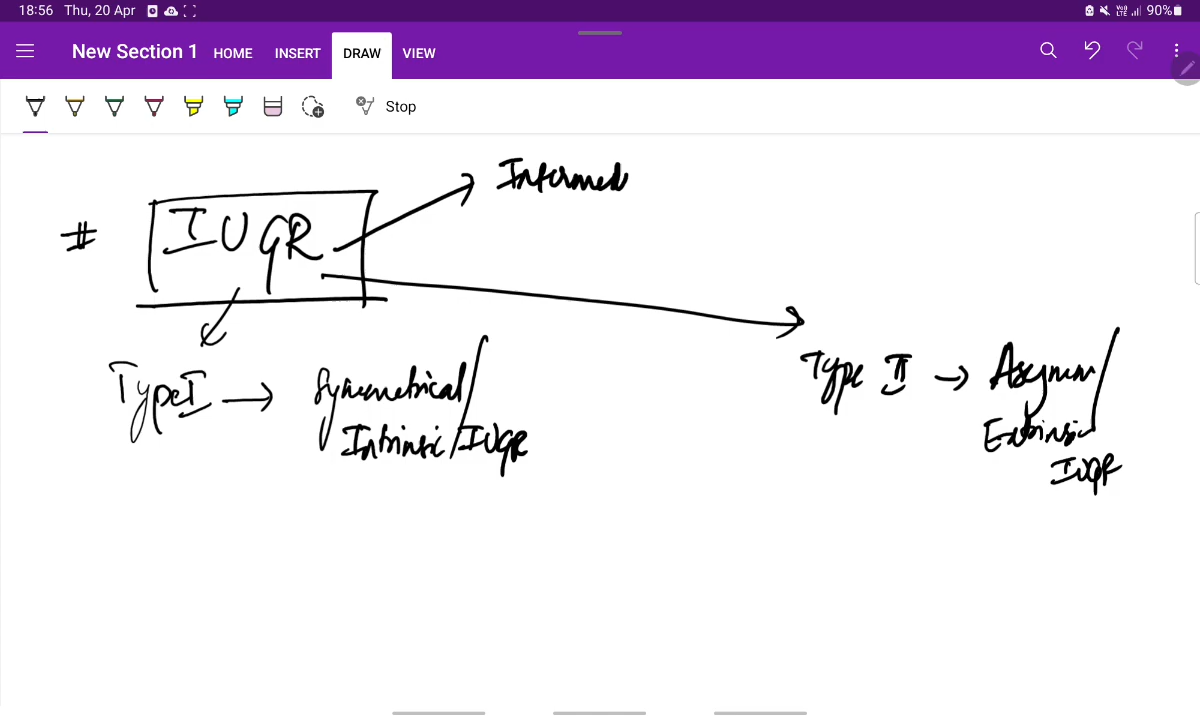 18:56 Thu, 20 Apr 90%
New Section 1 HOME INSERT DRAW VIEW
Stop
Intermed
# IUGR
Type I → Symmetrical/
Intrinsic/IUGR
Type II → Asymm/
Extrinsic
IUGR